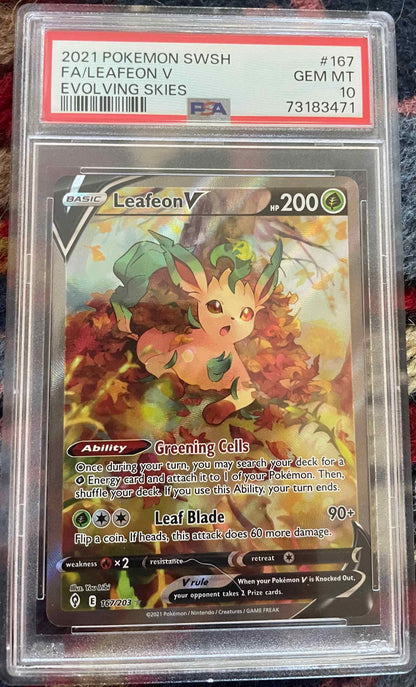 2021 POKEMON SWSH #167
FA/LEAFEON V GEM MT
EVOLVING SKIES 10
PSA 73183471
BASIC Leafeon V HP 200
Ability Greening Cells
Once during your turn, you may search your deck for a
Energy card and attach it to 1 of your Pokémon. Then,
shuffle your deck. If you use this Ability, your turn ends.
Leaf Blade 90+
Flip a coin. If heads, this attack does 60 more damage.
weakness ×2 resistance retreat
V rule When your Pokémon V is Knocked Out,
your opponent takes 2 Prize cards.
Illus. You Iribi
E 167/203
©2021 Pokémon / Nintendo / Creatures / GAME FREAK